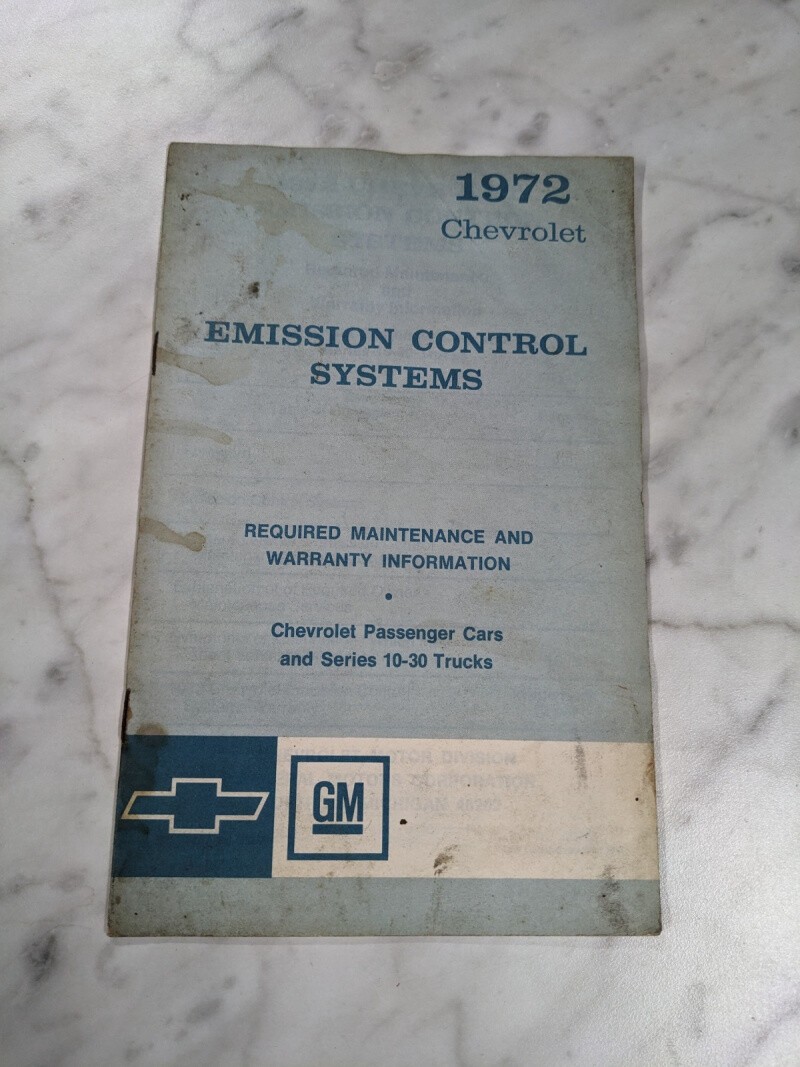 1972
Chevrolet
EMISSION CONTROL
SYSTEMS
REQUIRED MAINTENANCE AND
WARRANTY INFORMATION
•
Chevrolet Passenger Cars
and Series 10-30 Trucks
GM